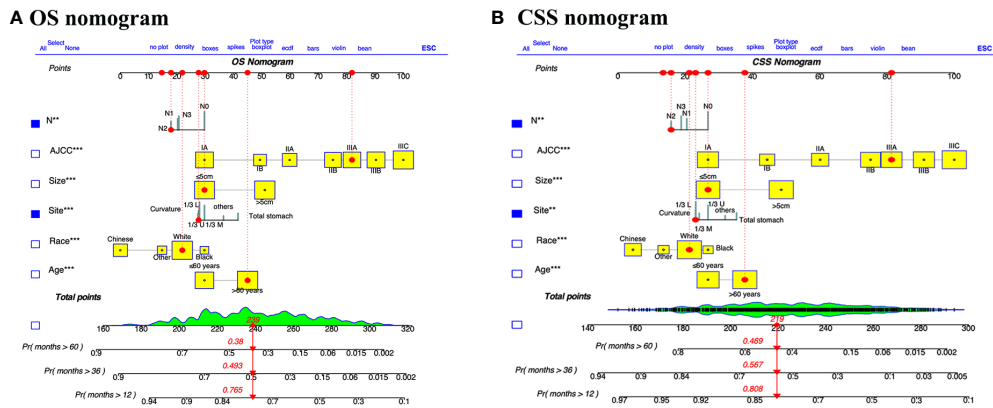 A OS nomogram
Select
All None
no plot density boxes spikes Plot type boxplot ecdf bars violin bean ESC
OS Nomogram
Points
0 10 20 30 40 50 60 70 80 90 100
N**
N2 N1 N3 N0
AJCC***
IA IB IIA IIB IIIA IIIB IIIC
Size***
≤5cm >5cm
Site***
Curvature 1/3 L others Total stomach
1/3 U 1/3 M
Race***
Chinese Other White Black
Age***
≤60 years >60 years
Total points
239
160 180 200 220 240 260 280 300 320
0.38
Pr( months > 60 )
0.9 0.7 0.5 0.3 0.15 0.06 0.015 0.002
0.493
Pr( months > 36 )
0.9 0.7 0.5 0.3 0.15 0.06 0.015 0.002
0.765
Pr( months > 12 )
0.94 0.9 0.84 0.7 0.5 0.3 0.1
B CSS nomogram
Select
All None
no plot density boxes spikes Plot type boxplot ecdf bars violin bean ESC
CSS Nomogram
Points
0 20 40 60 80 100
N**
N2 N3 N1 N0
AJCC***
IA IB IIA IIB IIIA IIIB IIIC
Size***
≤5cm >5cm
Site**
Curvature 1/3 L 1/3 U others Total stomach
1/3 M
Race***
Chinese Other White Black
Age***
≤60 years >60 years
Total points
219
140 160 180 200 220 240 260 280 300
0.469
Pr( months > 60 )
0.8 0.6 0.4 0.15 0.06 0.015 0.002
0.567
Pr( months > 36 )
0.94 0.9 0.84 0.7 0.5 0.3 0.1 0.03 0.005
0.808
Pr( months > 12 )
0.97 0.95 0.92 0.85 0.7 0.5 0.3 0.1